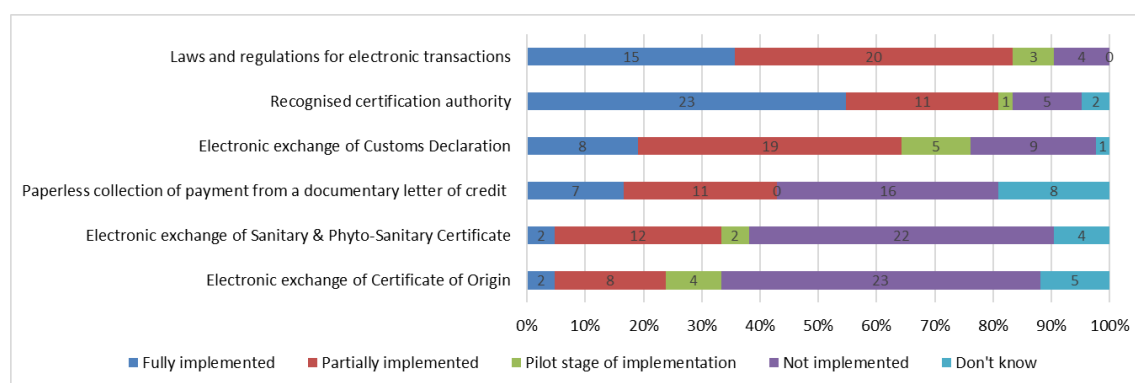 Laws and regulations for electronic transactions
15 20 3 4 0
Recognised certification authority
23 11 1 5 2
Electronic exchange of Customs Declaration
8 19 5 9 1
Paperless collection of payment from a documentary letter of credit
7 11 0 16 8
Electronic exchange of Sanitary & Phyto-Sanitary Certificate
2 12 2 22 4
Electronic exchange of Certificate of Origin
2 8 4 23 5
0% 10% 20% 30% 40% 50% 60% 70% 80% 90% 100%
Fully implemented Partially implemented Pilot stage of implementation Not implemented Don't know